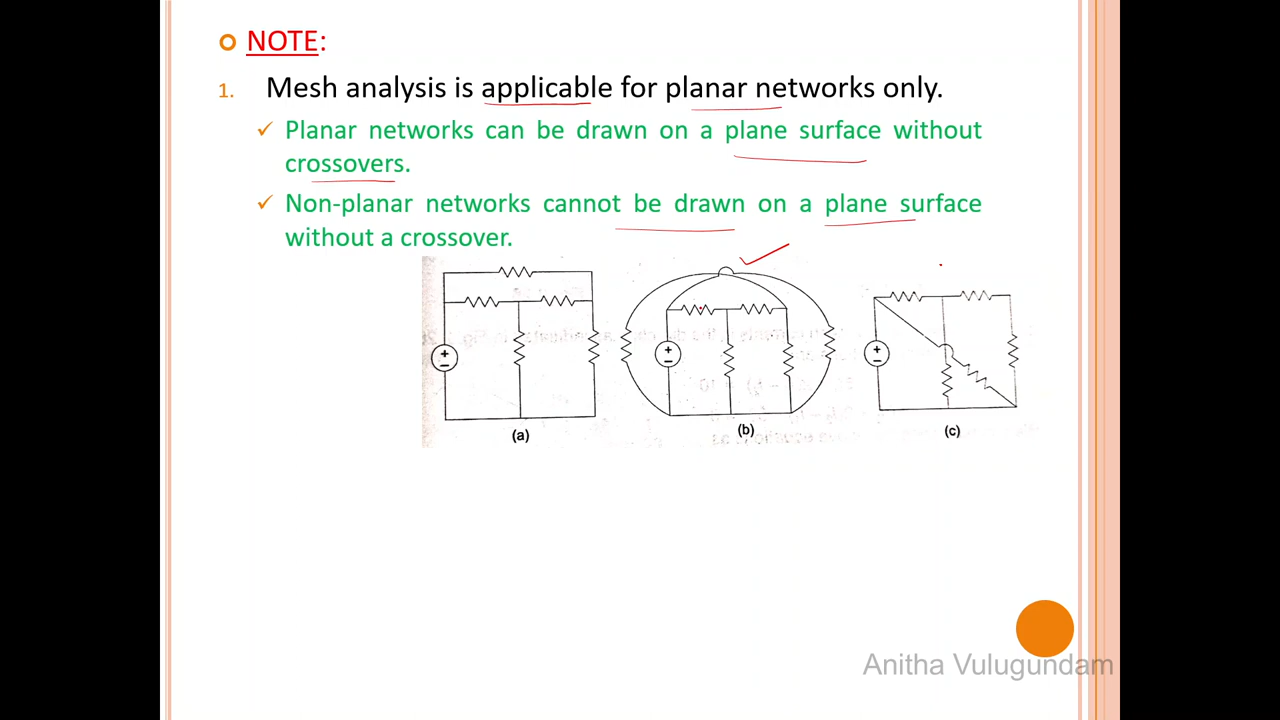 NOTE:
1. Mesh analysis is applicable for planar networks only.
✓ Planar networks can be drawn on a plane surface without
crossovers.
✓ Non-planar networks cannot be drawn on a plane surface
without a crossover.
(a)
(b)
(c)
Anitha Vulugundam